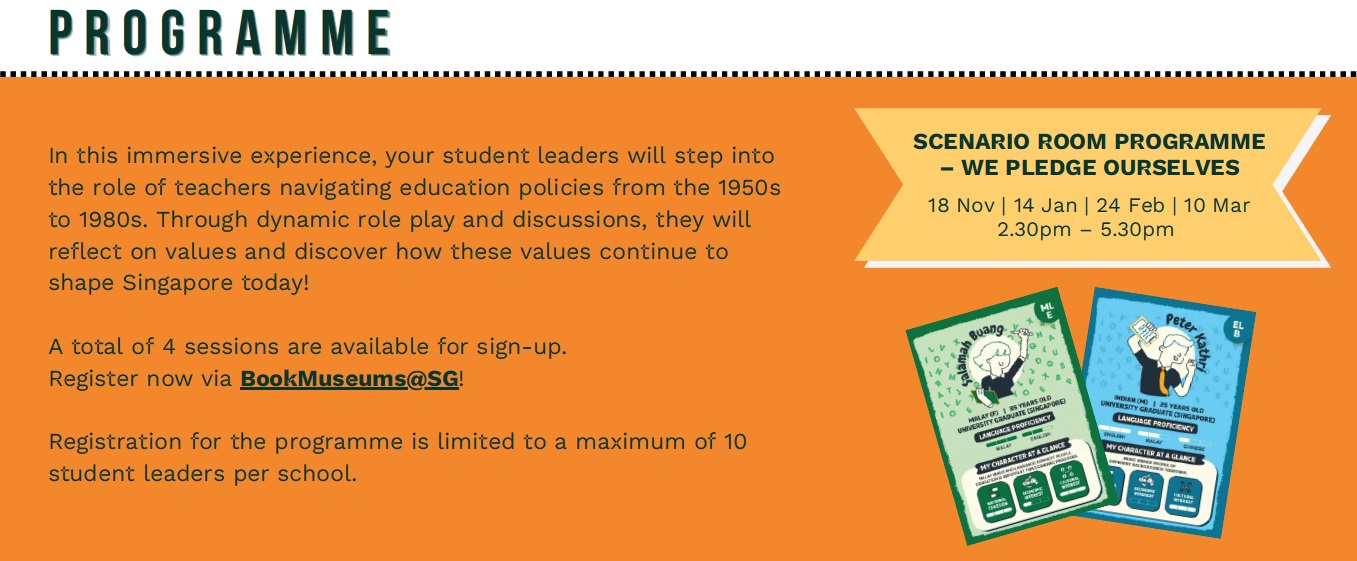 PROGRAMME
In this immersive experience, your student leaders will step into
the role of teachers navigating education policies from the 1950s
to 1980s. Through dynamic role play and discussions, they will
reflect on values and discover how these values continue to
shape Singapore today!
A total of 4 sessions are available for sign-up.
Register now via BookMuseums@SG!
Registration for the programme is limited to a maximum of 10
student leaders per school.
SCENARIO ROOM PROGRAMME
– WE PLEDGE OURSELVES
18 Nov | 14 Jan | 24 Feb | 10 Mar
2.30pm – 5.30pm
ML
E
Salamah Buang
MALAY (F) | 35 YEARS OLD
UNIVERSITY GRADUATE (SINGAPORE)
LANGUAGE PROFICIENCY
MALAY ENGLISH
MY CHARACTER AT A GLANCE
NATIONAL
COHESION
ECONOMIC
INTEREST
CULTURAL
INTEREST
EL
B
Peter Kathri
INDIAN (M) | 25 YEARS OLD
UNIVERSITY GRADUATE (SINGAPORE)
LANGUAGE PROFICIENCY
ENGLISH MALAY CHINESE
MY CHARACTER AT A GLANCE
MUSIC BRINGS PEOPLE OF
DIFFERENT BACKGROUNDS TOGETHER.
ECONOMIC
INTEREST
CULTURAL
INTEREST